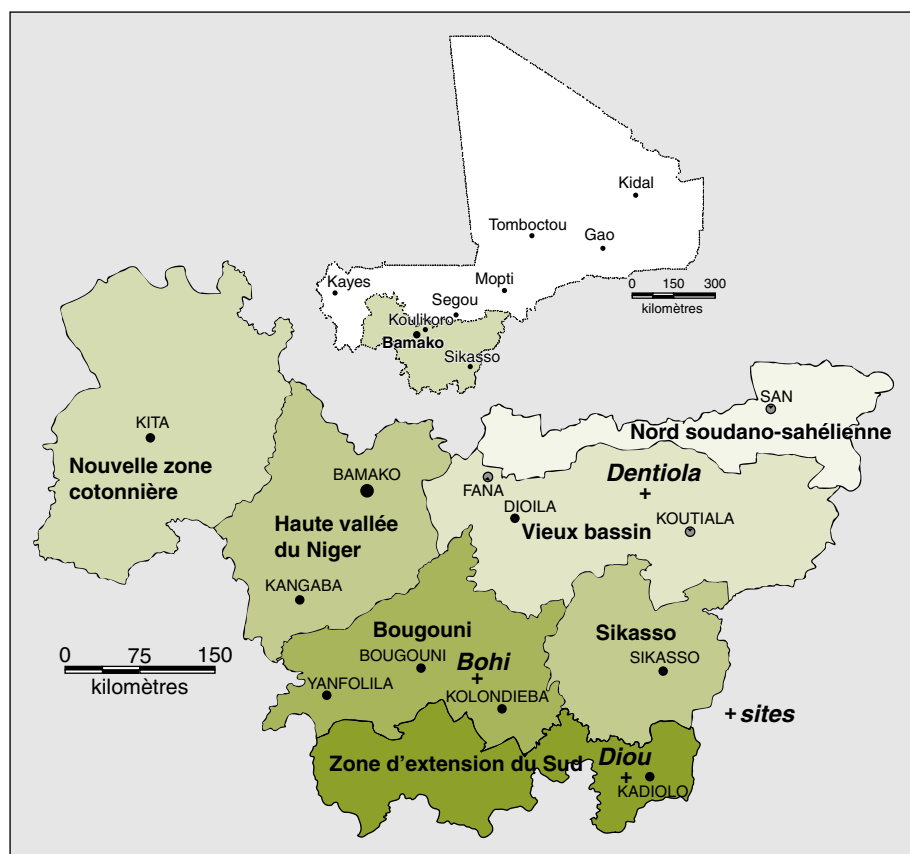 Kidal
Tomboctou
Gao
Kayes
Mopti
Segou
Koulikoro
Bamako
Sikasso
0 150 300
kilomètres
SAN
Nord soudano-sahélienne
KITA
Nouvelle zone
cotonnière
BAMAKO
Haute vallée
du Niger
KANGABA
FANA
DIOILA
Dentiola
+
Vieux bassin
KOUTIALA
0 75 150
kilomètres
Bougouni
BOUGOUNI
Bohi
+
YANFOLILA
KOLONDIEBA
Sikasso
SIKASSO
+ sites
Zone d'extension du Sud
Diou
+
KADIOLO